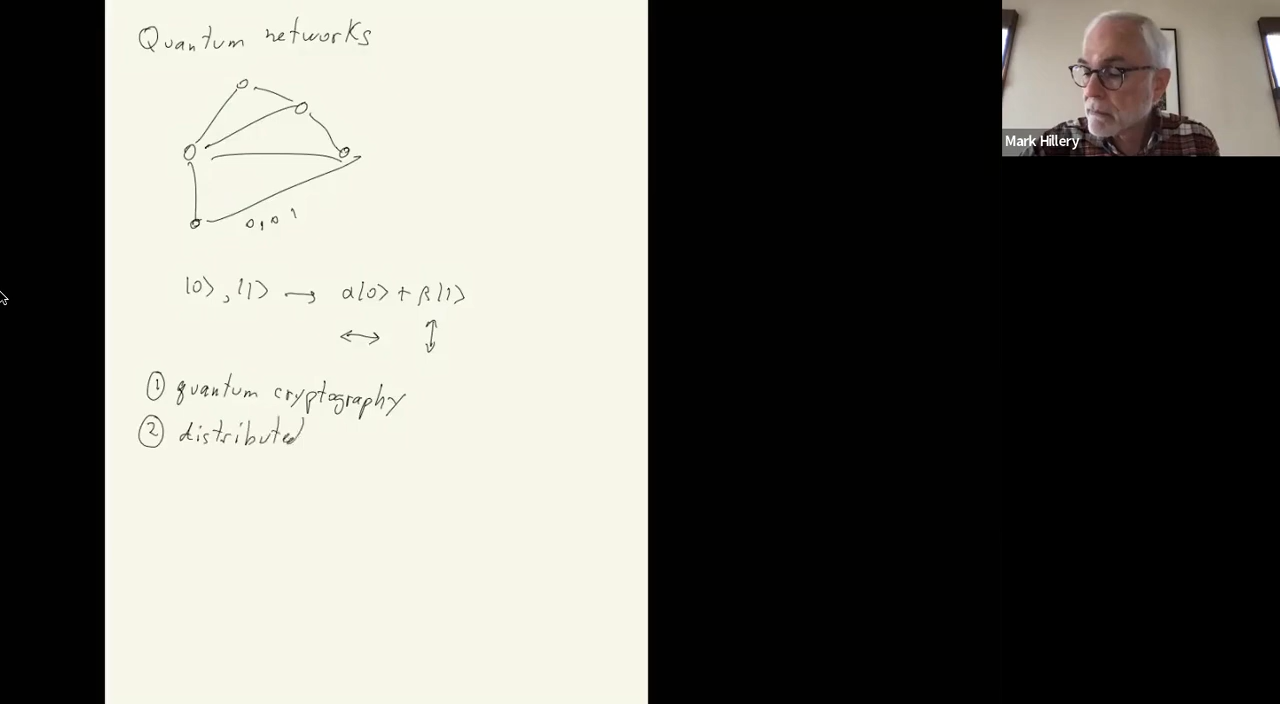 Quantum networks
0, 0 1
|0>, |1> → α|0> + β|1>
↔ ↕
① quantum cryptography
② distributed
Mark Hillery